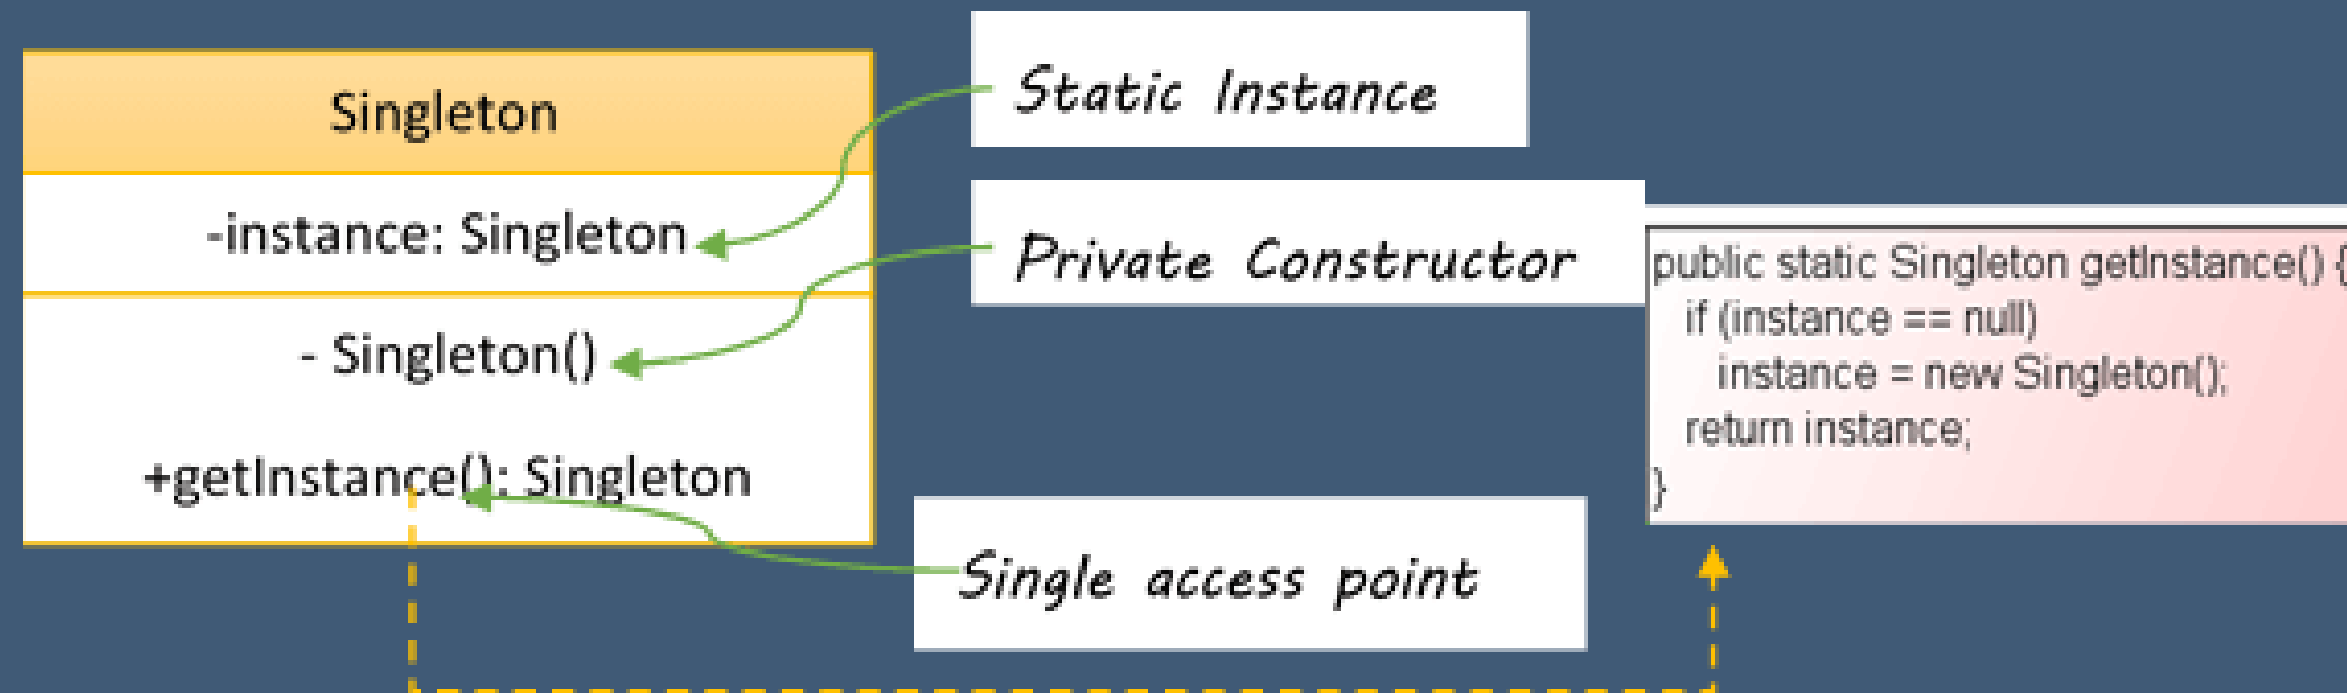 Singleton
-instance: Singleton
- Singleton()
+getInstance(): Singleton
Static Instance
Private Constructor
Single access point
public static Singleton getInstance() {
if (instance == null)
instance = new Singleton();
return instance;
}